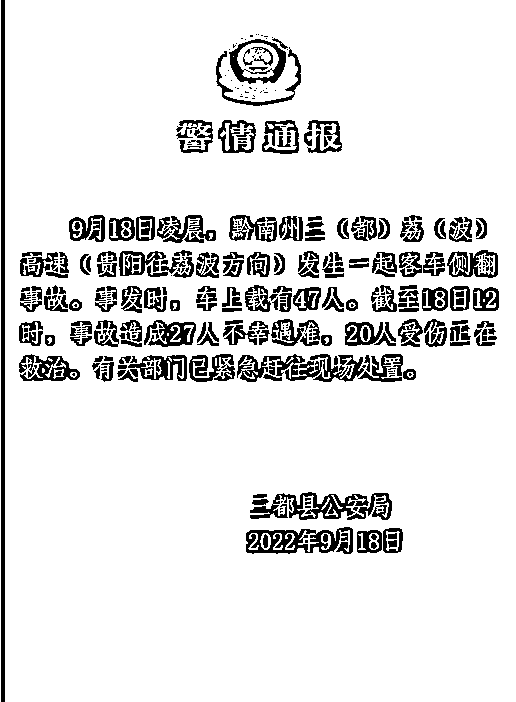 警情通报
9月18日凌晨，黔南州三（都）荔（波）
高速（贵阳往荔波方向）发生一起客车侧翻
事故。事发时，车上载有47人。截至18日12
时，事故造成27人不幸遇难，20人受伤正在
救治。有关部门已紧急赶往现场处置。
三都县公安局
2022年9月18日